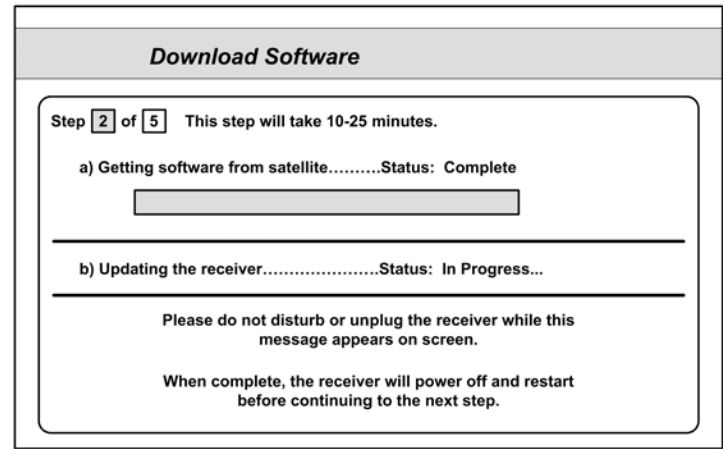 Download Software
Step 2 of 5 This step will take 10-25 minutes.
a) Getting software from satellite..........Status: Complete
b) Updating the receiver......................Status: In Progress...
Please do not disturb or unplug the receiver while this
message appears on screen.
When complete, the receiver will power off and restart
before continuing to the next step.